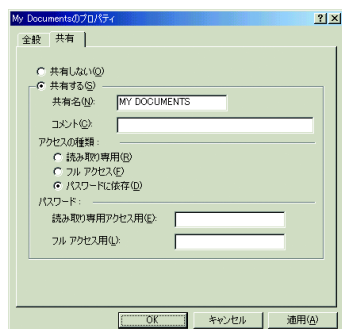 My Documentsのプロパティ
全般 共有
共有しない(O)
共有する(S)
共有名(N): MY DOCUMENTS
コメント(C):
アクセスの種類:
読み取り専用(R)
フル アクセス(F)
パスワードに依存(D)
パスワード:
読み取り専用アクセス用(E):
フル アクセス用(L):
OK キャンセル 適用(A)